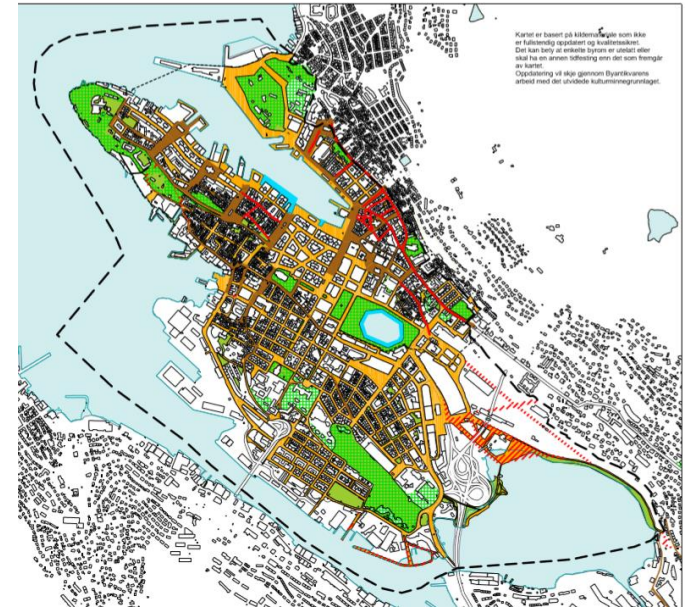 Kartet er basert på kildemateriale som ikke
er fullstendig oppdatert og kvalitetssikret.
Det kan bety at enkelte byrom er utelatt eller
skal ha en annen tidfesting enn det som fremgår
av kartet.
Oppdatering vil skje gjennom Byantikvarens
arbeid med det utvidede kulturminnegrunnlaget.